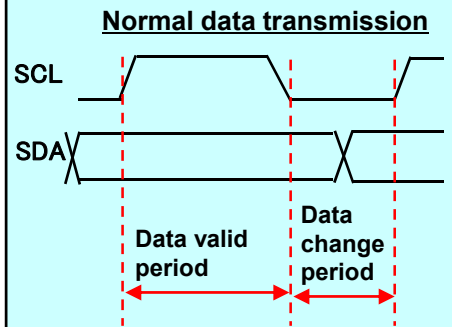 Normal data transmission
SCL
SDA
Data valid
period
Data
change
period